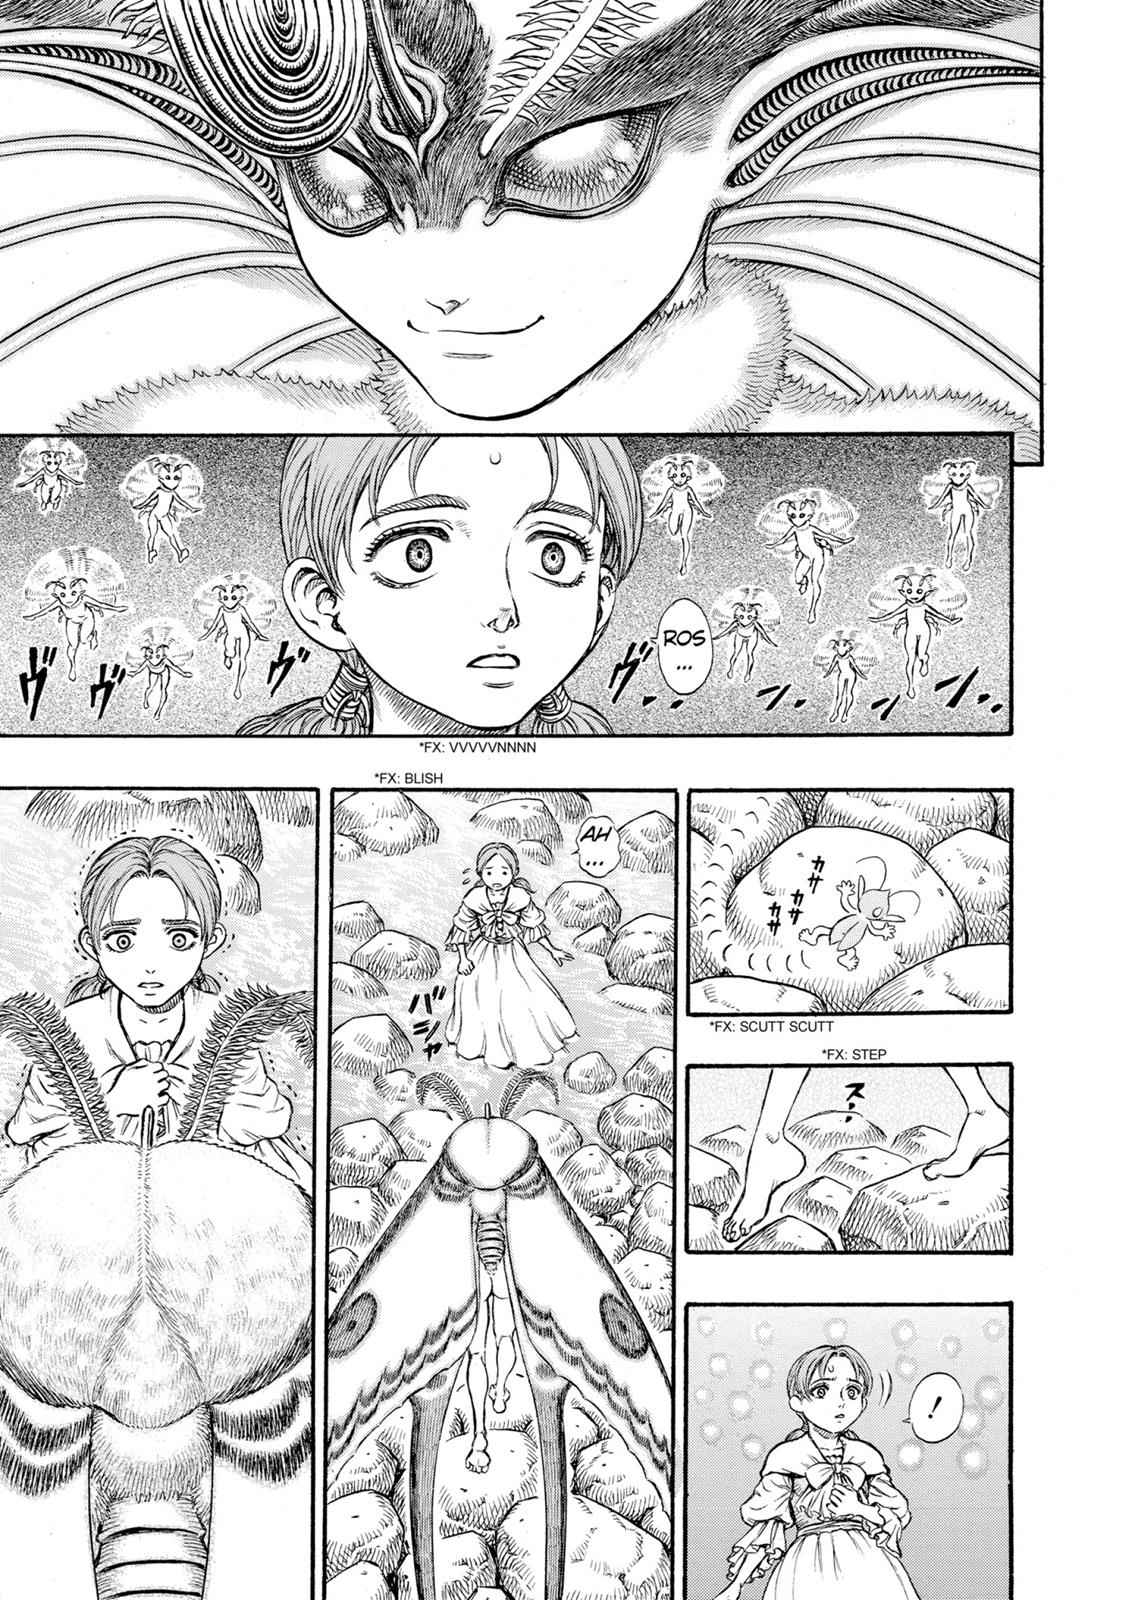 ヴ
ヴ
ヴ
ヴ
ROS
...
ン
ン
ン
*FX: VVVVVNNNN
*FX: BLISH
AH
...
バシャ
カサ
カサ
カサ
*FX: SCUTT SCUTT
*FX: STEP
ス
!